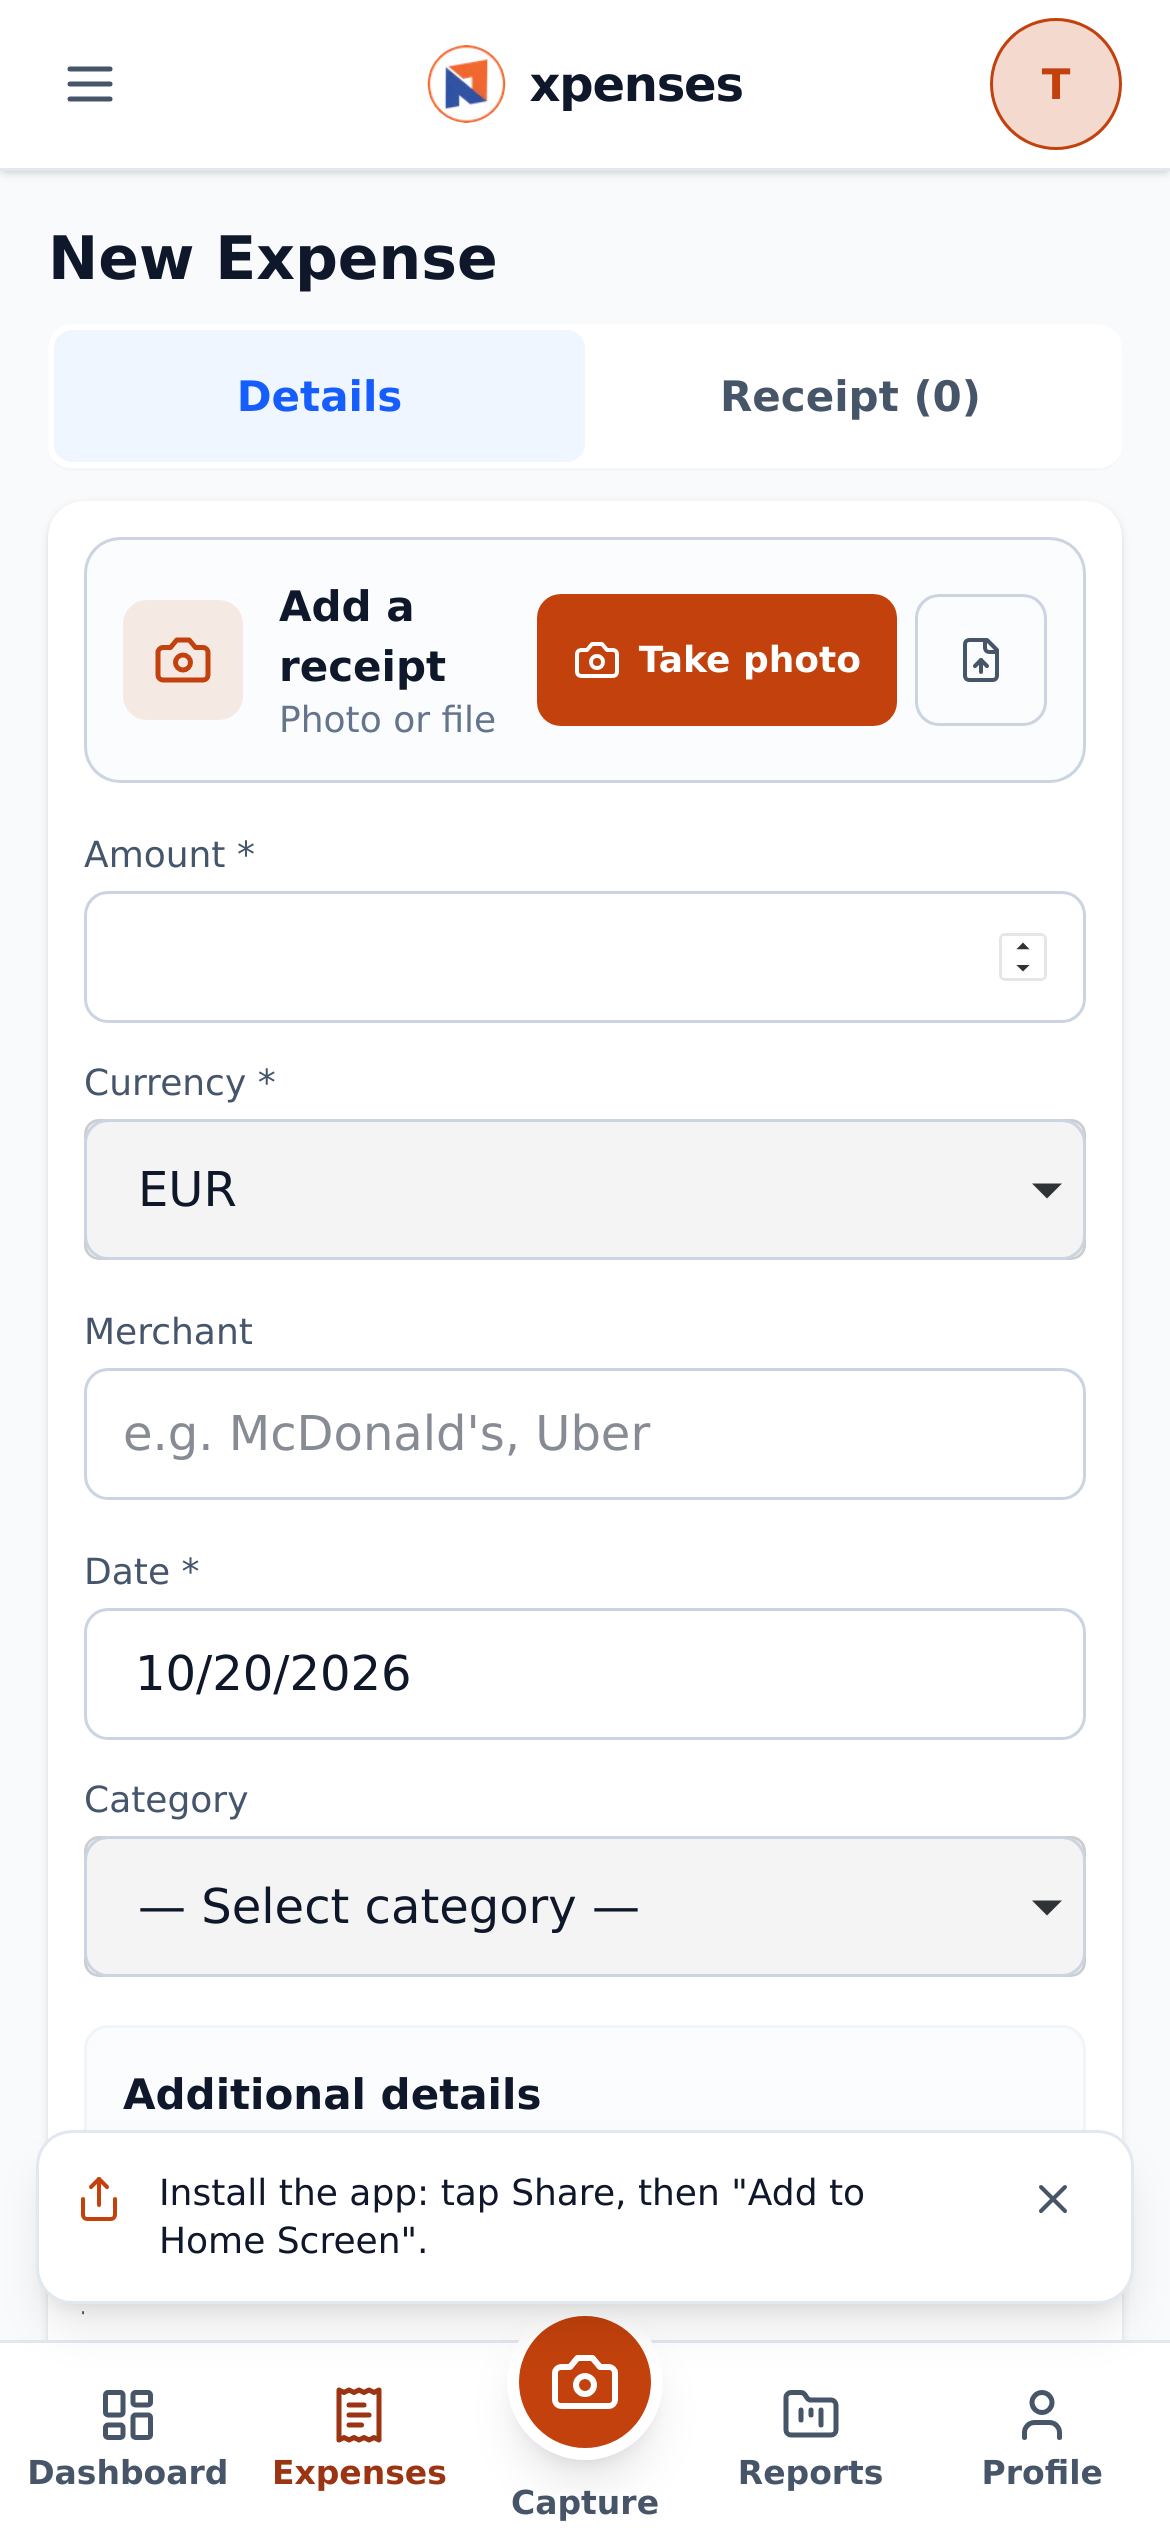 xpenses
T
New Expense
Details
Receipt (0)
Add a
receipt
Photo or file
Take photo
Amount *
Currency *
EUR
Merchant
e.g. McDonald's, Uber
Date *
10/20/2026
Category
— Select category —
Additional details
Install the app: tap Share, then "Add to
Home Screen".
Dashboard
Expenses
Capture
Reports
Profile